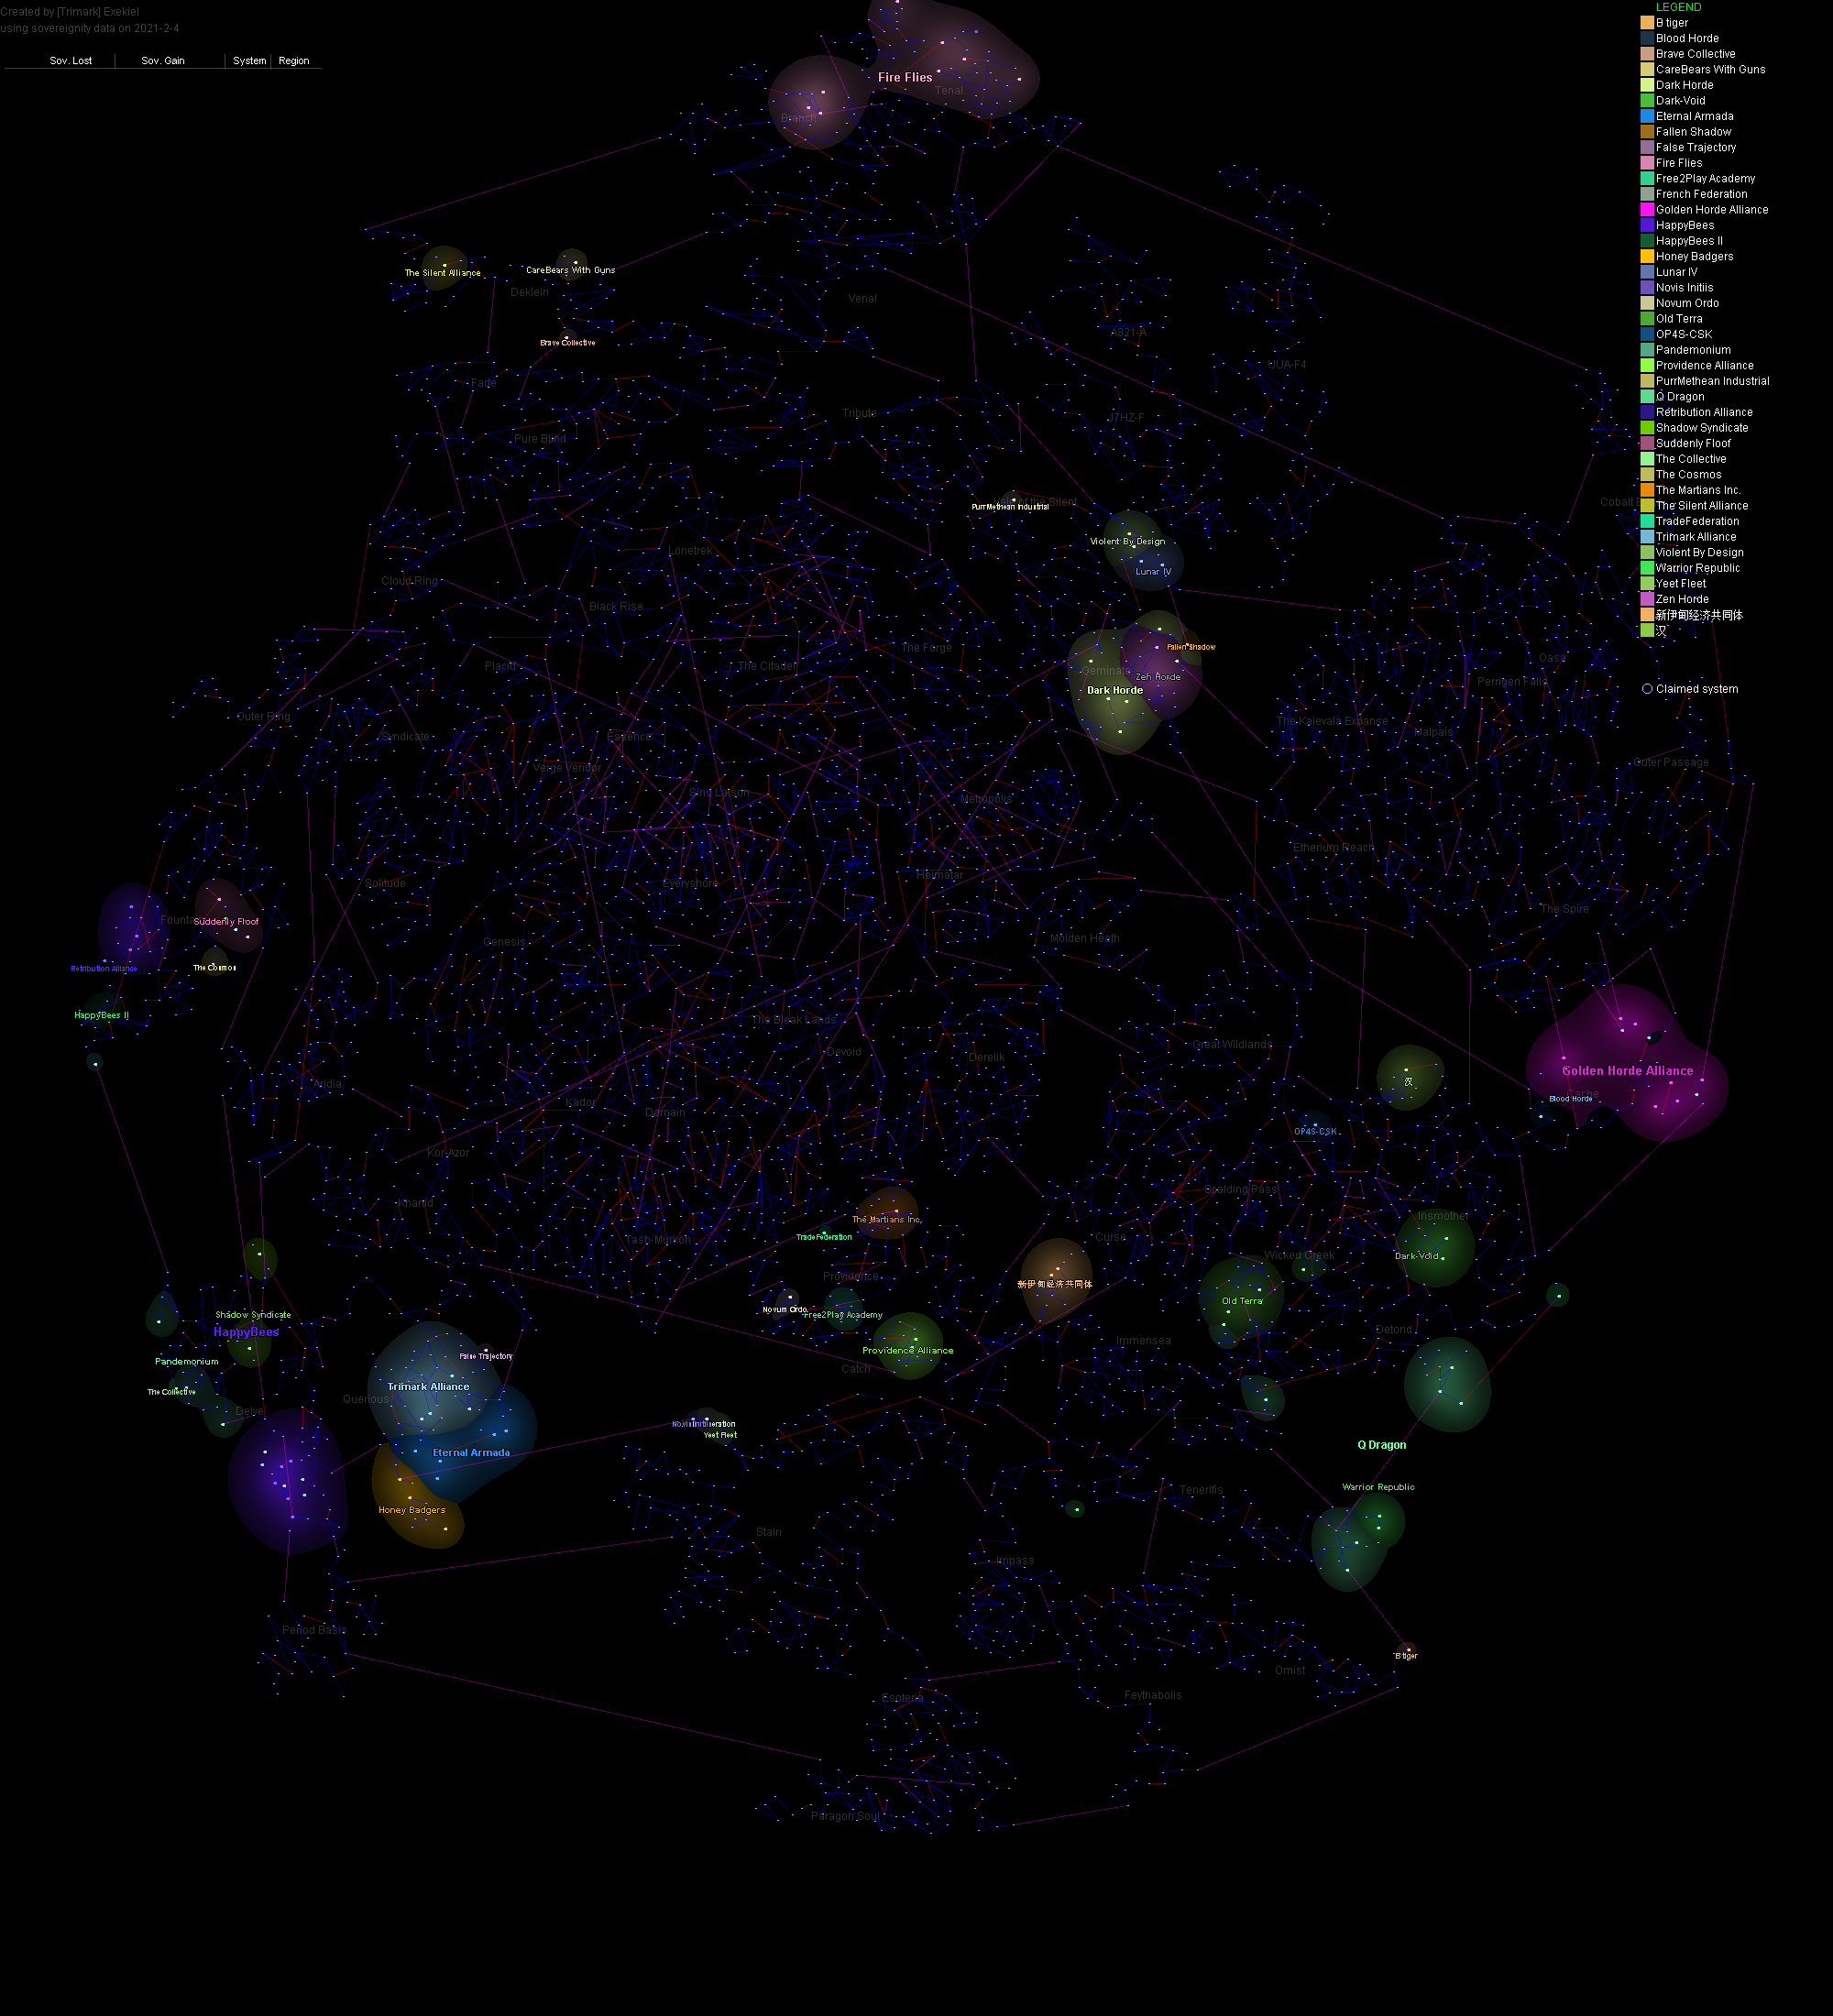 Created by [Trimark] Exekiel
using sovereignity data on 2021-2-4
Sov. Lost Sov. Gain System Region
LEGEND
B tiger
Blood Horde
Brave Collective
CareBears With Guns
Dark Horde
Dark-Void
Eternal Armada
Fallen Shadow
False Trajectory
Fire Flies
Free2Play Academy
French Federation
Golden Horde Alliance
HappyBees
HappyBees II
Honey Badgers
Lunar IV
Novis Initiis
Novum Ordo
Old Terra
OP4S-CSK
Pandemonium
Providence Alliance
PurrMethean Industrial
Q Dragon
Retribution Alliance
Shadow Syndicate
Suddenly Floof
The Collective
The Cosmos
The Martians Inc.
The Silent Alliance
TradeFederation
Trimark Alliance
Violent By Design
Warrior Republic
Yeet Fleet
Zen Horde
新伊甸经济共同体
汉
Claimed system
Fire Flies
Tenal
Branch
The Silent Alliance
CareBears With Guns
Deklein
Venal
A821-A
Brave Collective
UUA-F4
Fade
Tribute
J7HZ-F
Pure Blind
Vale of the Silent
PurrMethean Industrial
Cobalt
Violent By Design
Lonetrek
Lunar IV
Cloud Ring
Black Rise
The Forge
Fallen Shadow
Oasa
Placid
The Citadel
Geminate
Zen Horde
Perrigen Falls
Dark Horde
Outer Ring
The Kalevala Expanse
Malpais
Syndicate
Essence
Outer Passage
Verge Vendor
Sinq Laison
Metropolis
Etherium Reach
Heimatar
Solitude
Everyshore
The Spire
Suddenly Floof
Genesis
Molden Heath
Retribution Alliance
The Cosmos
HappyBees II
The Bleak Lands
Great Wildlands
Devoid
Derelik
Golden Horde Alliance
汉
Aridia
Cache
Blood Horde
Kador
Domain
OP4S-CSK
Kor-Azor
Scalding Pass
Khanid
Insmother
The Martians Inc.
TradeFederation
Tash-Murkon
Curse
Wicked Creek
Dark-Void
Providence
新伊甸经济共同体
Old Terra
Novum Ordo
Free2Play Academy
Shadow Syndicate
HappyBees
Detorid
Immensea
Providence Alliance
False Trajectory
Pandemonium
Catch
Trimark Alliance
The Collective
Querious
Delve
Yeet Fleet
Q Dragon
Eternal Armada
Warrior Republic
Tenerifis
Honey Badgers
Stain
Impass
Period Basis
B tiger
Omist
Feythabolis
Esoteria
Paragon Soul